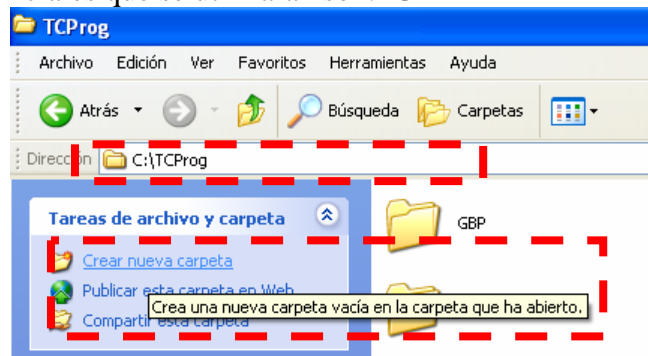 TCProg
Archivo Edición Ver Favoritos Herramientas Ayuda
Atrás Búsqueda Carpetas
Dirección C:\TCProg
Tareas de archivo y carpeta
GBP
Crear nueva carpeta
Publicar esta carpeta en Web
Crea una nueva carpeta vacía en la carpeta que ha abierto.
Compartir esta carpeta